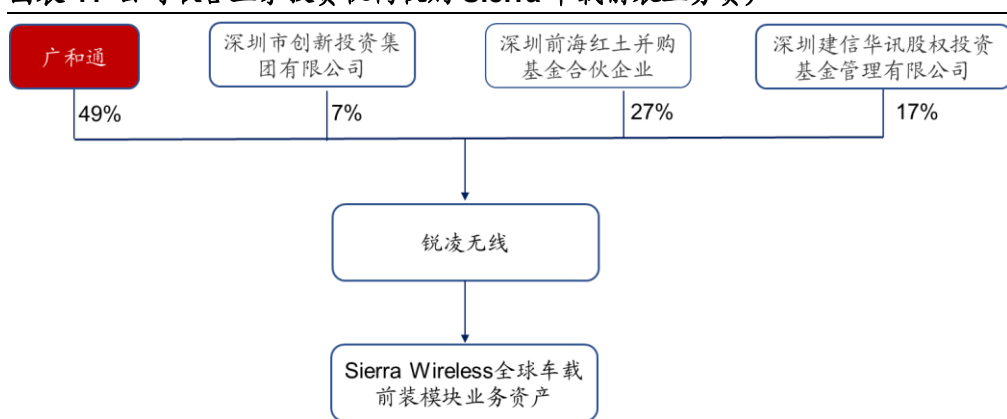 广和通
深圳市创新投资集
团有限公司
深圳前海红土并购
基金合伙企业
深圳建信华讯股权投资
基金管理有限公司
49%
7%
27%
17%
锐凌无线
Sierra Wireless全球车载
前装模块业务资产